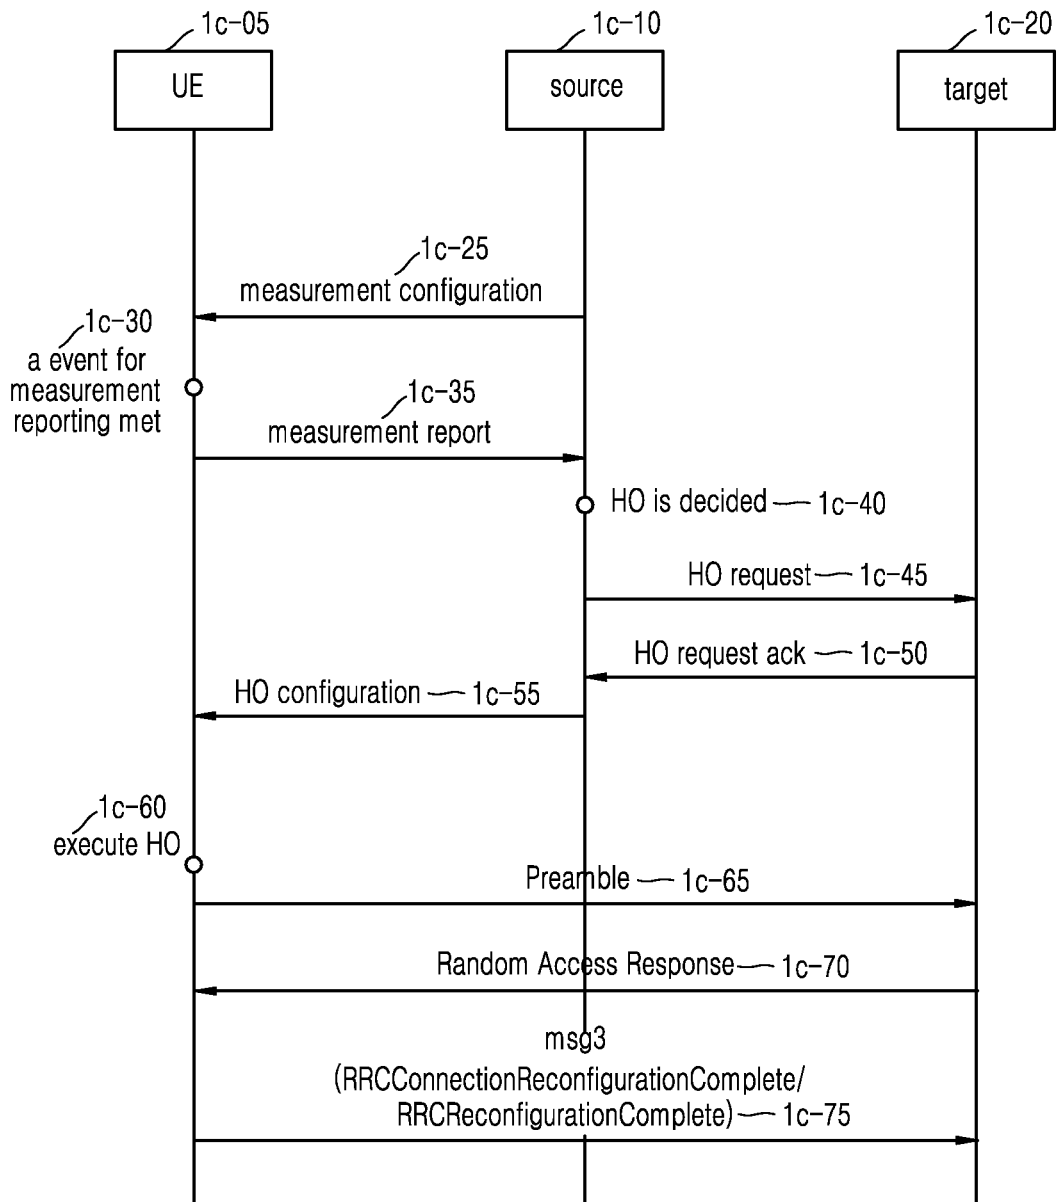 1c-05
1c-10
1c-20
UE
source
target
1c-25
measurement configuration
1c-30
a event for
measurement
reporting met
1c-35
measurement report
HO is decided 1c-40
HO request 1c-45
HO request ack 1c-50
HO configuration 1c-55
1c-60
execute HO
Preamble 1c-65
Random Access Response 1c-70
msg3
(RRCConnectionReconfigurationComplete/
RRCReconfigurationComplete) 1c-75